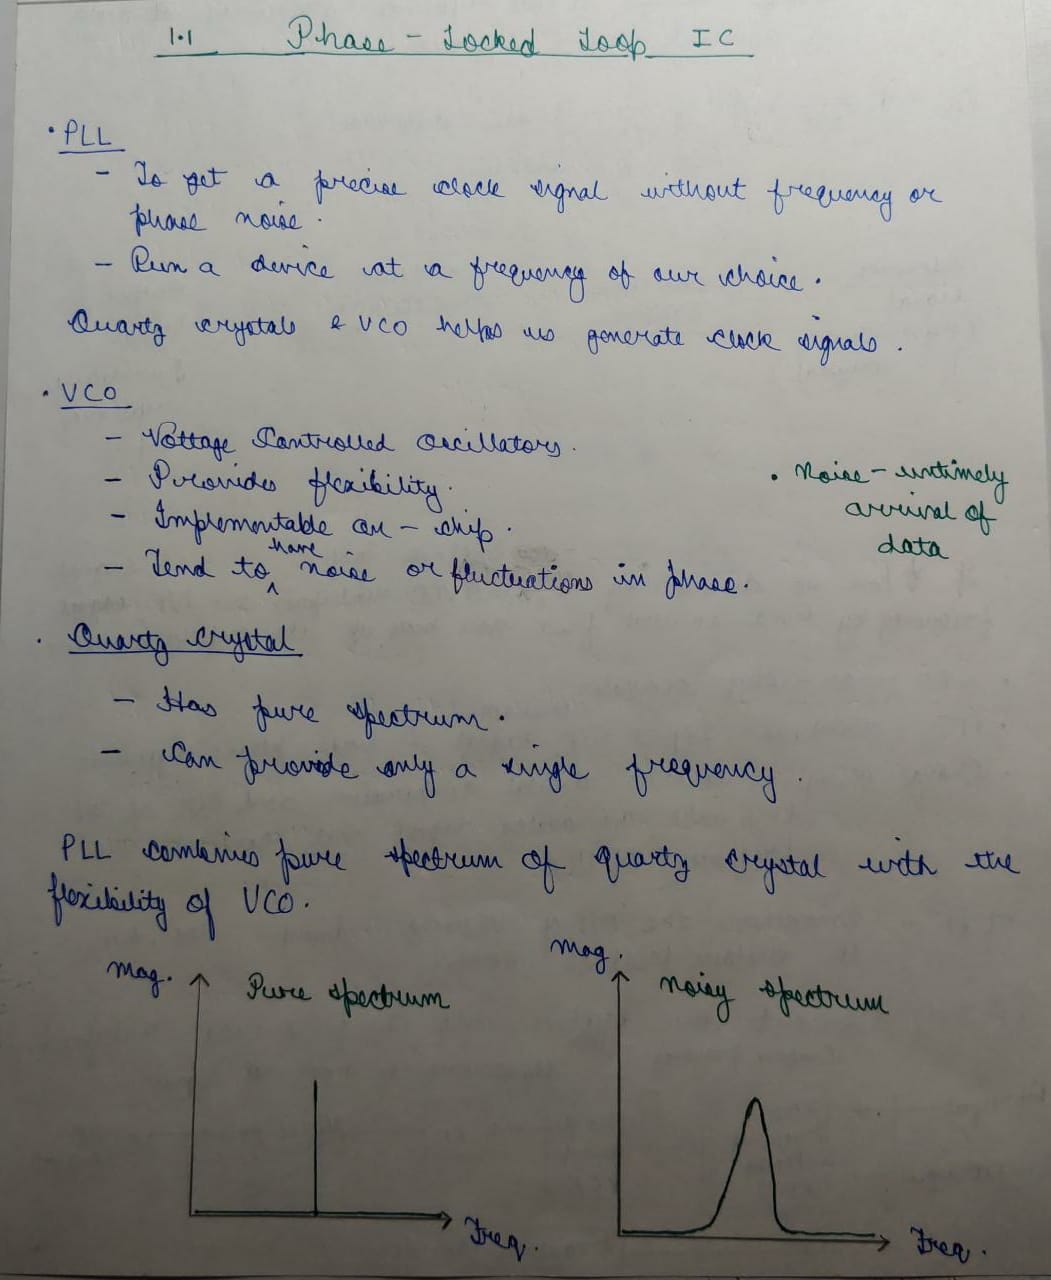 1.1 Phase - Locked Loop IC
• PLL
- To get a precise clock signal without frequency or
phase noise.
- Run a device at a frequency of our choice.
Quartz crystals & VCO helps us generate clock signals.
• VCO
- Voltage Controlled Oscillators.
- Provides flexibility.
- Implementable on - chip.
- Tend to have noise or fluctuations in phase.
• Noise - untimely
arrival of
data
• Quartz Crystal
- Has pure spectrum.
- Can provide only a single frequency.
PLL combines pure spectrum of quartz crystal with the
flexibility of VCO.
Mag.
Pure spectrum
Freq.
Mag.
Noisy spectrum
Freq.